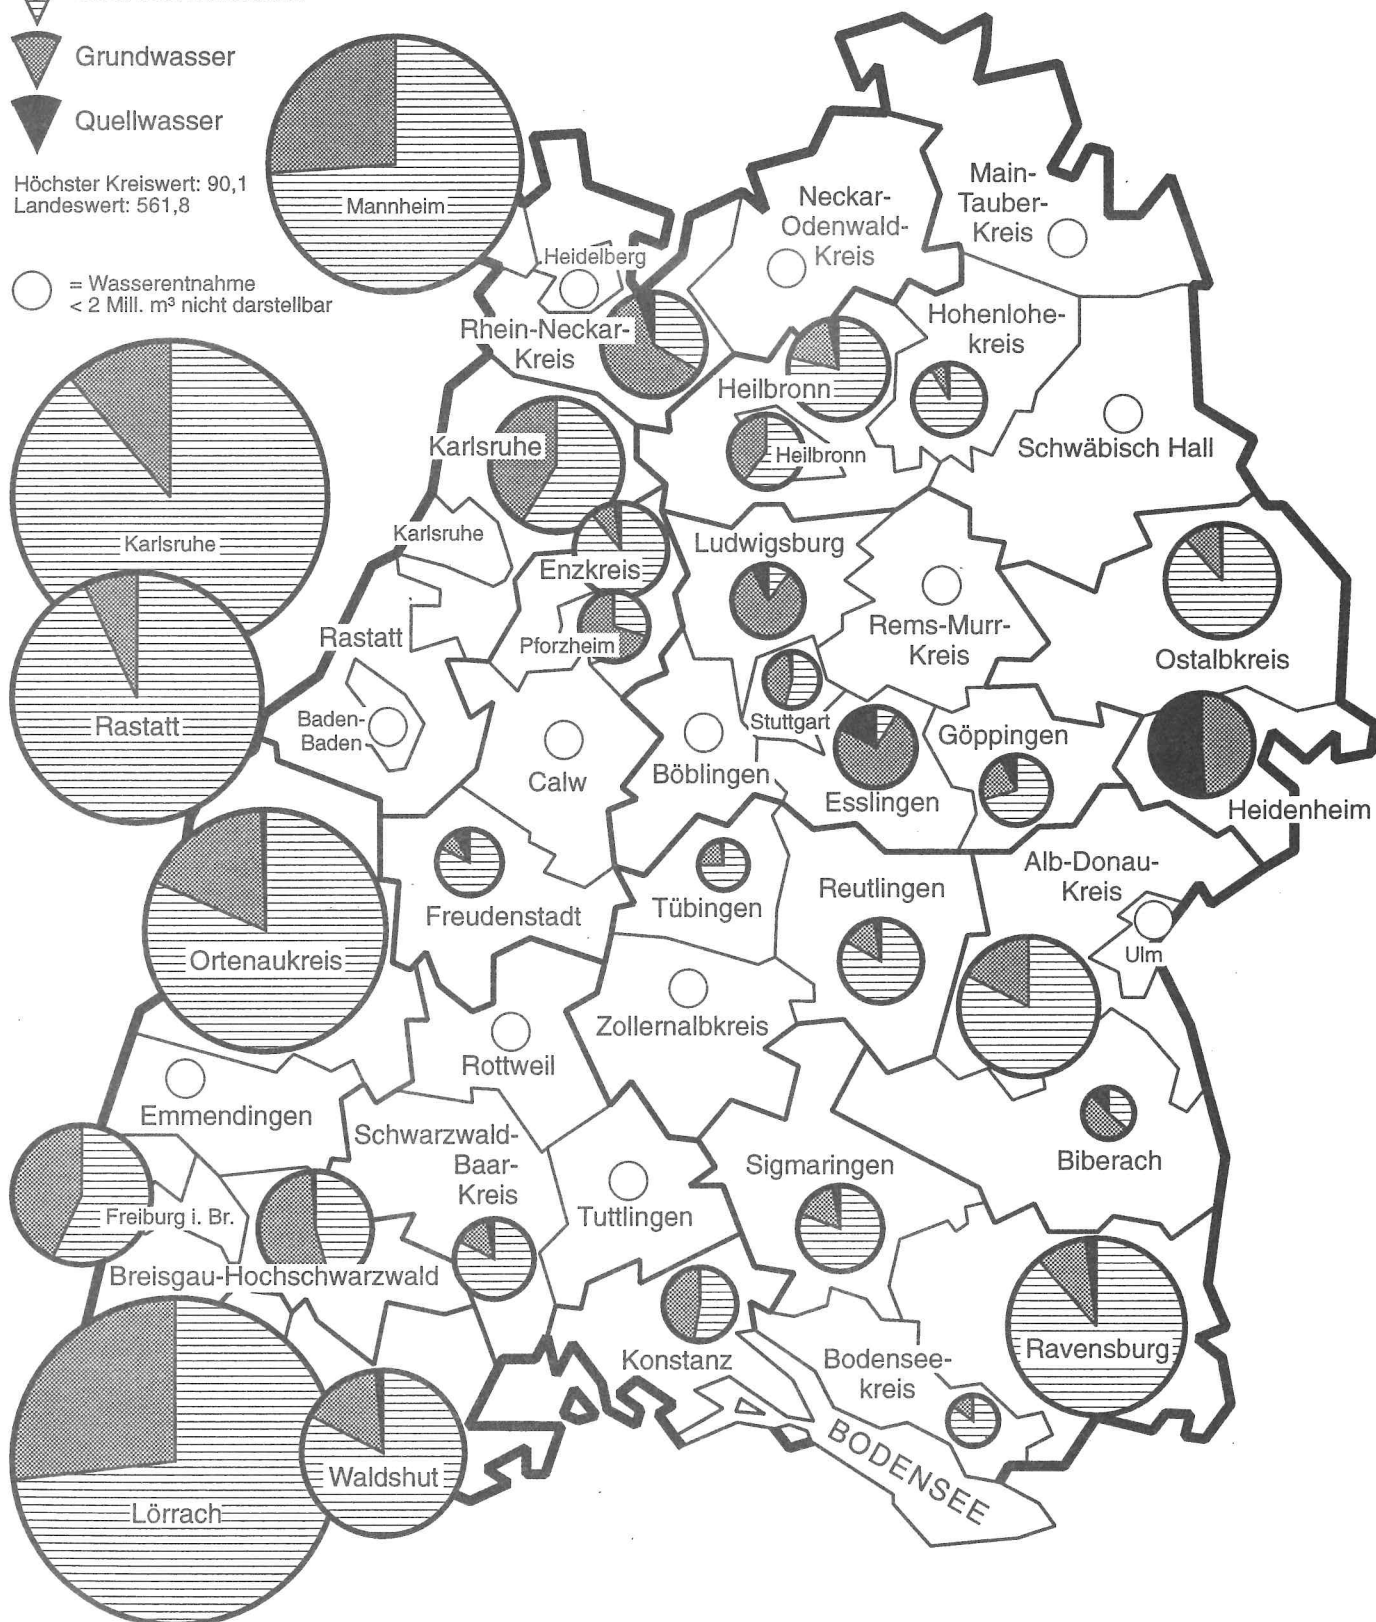 Grundwasser
Quellwasser
Höchster Kreiswert: 90,1
Landeswert: 561,8
= Wasserentnahme
< 2 Mill. m³ nicht darstellbar
Mannheim
Heidelberg
Rhein-Neckar-
Kreis
Neckar-
Odenwald-
Kreis
Main-
Tauber-
Kreis
Hohenlohe-
kreis
Heilbronn
Heilbronn
Schwäbisch Hall
Karlsruhe
Karlsruhe
Karlsruhe
Enzkreis
Pforzheim
Ludwigsburg
Rems-Murr-
Kreis
Ostalbkreis
Rastatt
Rastatt
Baden-
Baden
Calw
Böblingen
Stuttgart
Esslingen
Göppingen
Heidenheim
Ortenaukreis
Freudenstadt
Tübingen
Reutlingen
Alb-Donau-
Kreis
Ulm
Zollernalbkreis
Rottweil
Emmendingen
Schwarzwald-
Baar-
Kreis
Tuttlingen
Sigmaringen
Biberach
Freiburg i. Br.
Breisgau-Hochschwarzwald
Konstanz
Bodensee-
kreis
Ravensburg
BODENSEE
Waldshut
Lörrach